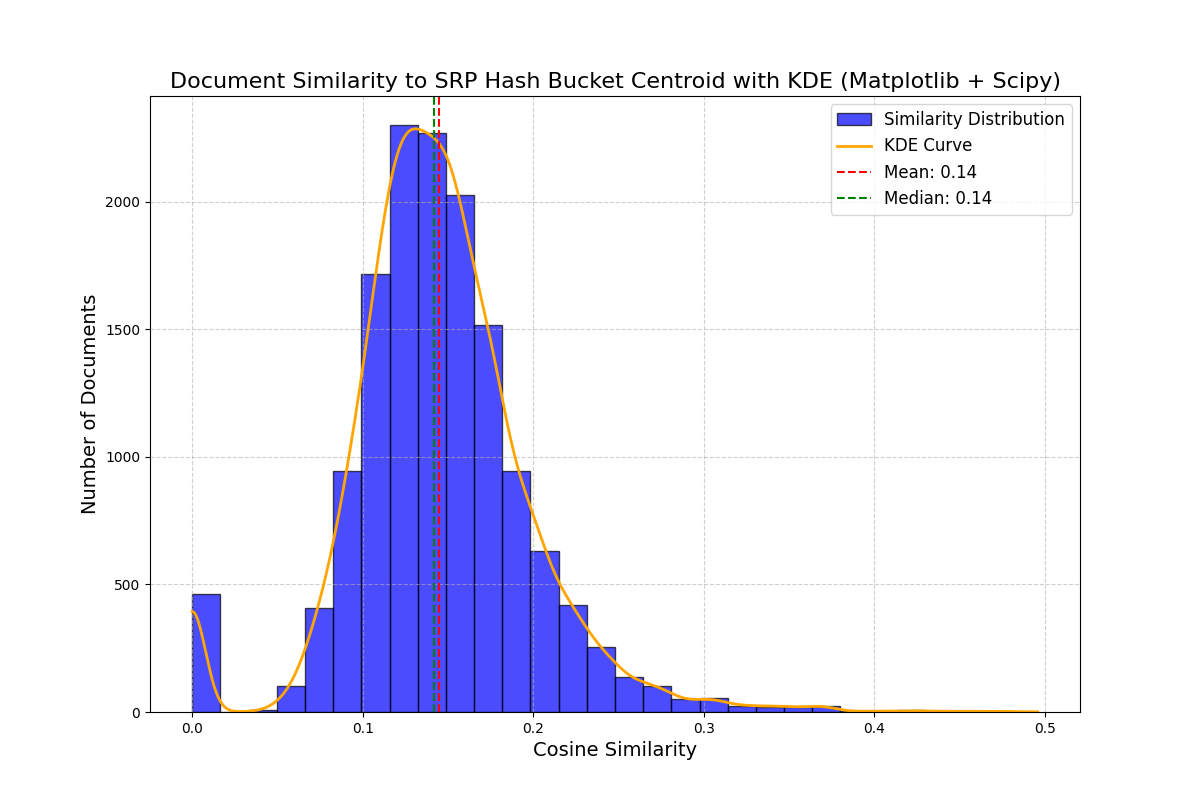 Document Similarity to SRP Hash Bucket Centroid with KDE (Matplotlib + Scipy)
Similarity Distribution
KDE Curve
Mean: 0.14
Median: 0.14
Number of Documents
2000
1500
1000
500
0
0.0 0.1 0.2 0.3 0.4 0.5
Cosine Similarity